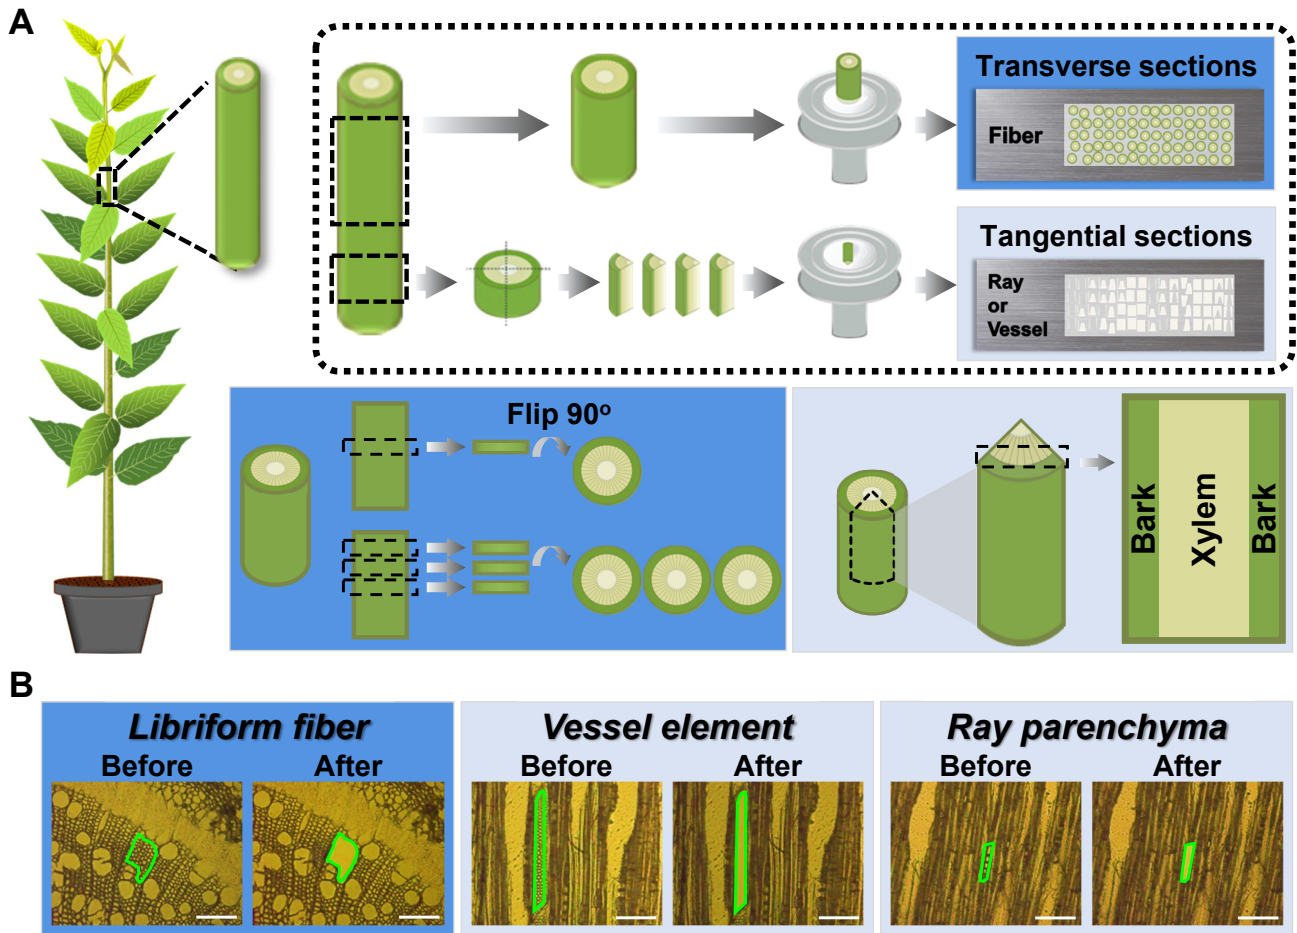 A
Transverse sections
Fiber
Tangential sections
Ray
or
Vessel
Flip 90º
Bark
Xylem
Bark
B
Libriform fiber
Before
After
Vessel element
Before
After
Ray parenchyma
Before
After